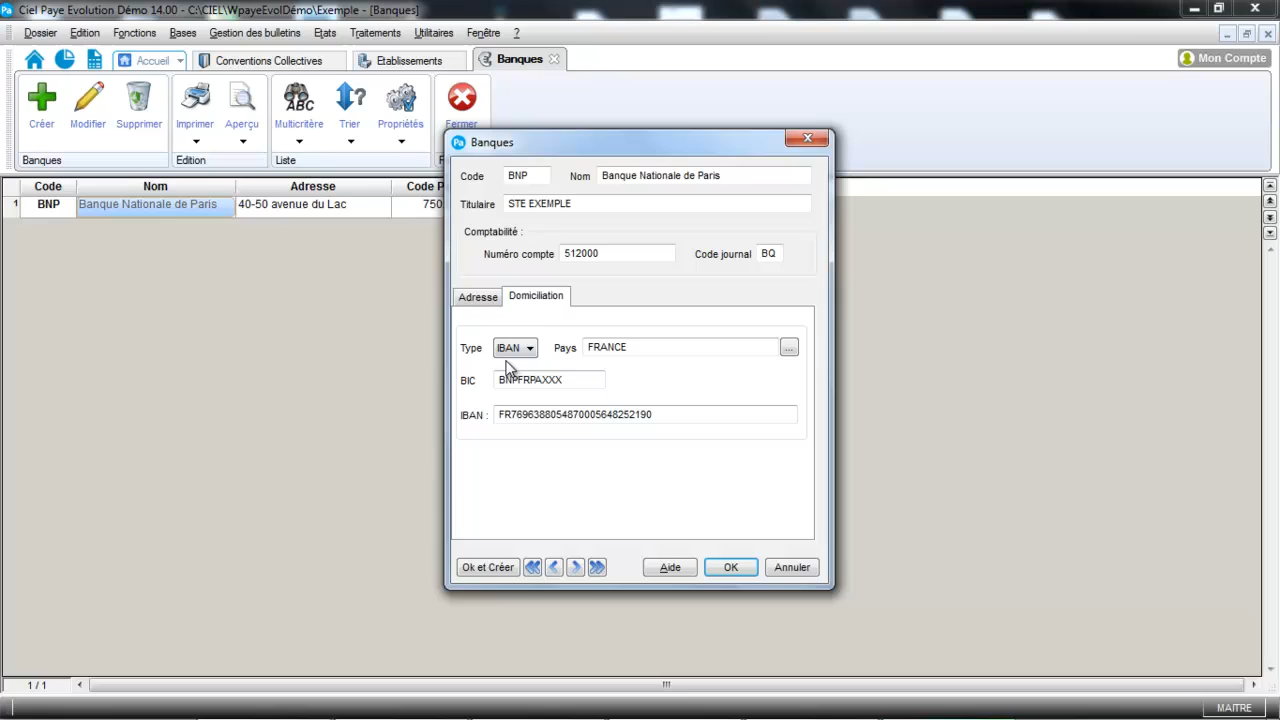 Pa Ciel Paye Evolution Démo 14.00 - C:\CIEL\WpayeEvolDémo\Exemple - [Banques]
Dossier Edition Fonctions Bases Gestion des bulletins Etats Traitements Utilitaires Fenêtre ?
Accueil Conventions Collectives Etablissements Banques Mon Compte
ABC ?
Créer Modifier Supprimer Imprimer Aperçu Multicritère Trier Propriétés Fermer
Banques Edition Liste
Code Nom Adresse Code P
1 BNP Banque Nationale de Paris 40-50 avenue du Lac 750
Pa Banques
Code BNP Nom Banque Nationale de Paris
Titulaire STE EXEMPLE
Comptabilité :
Numéro compte 512000 Code journal BQ
Adresse Domiciliation
Type IBAN Pays FRANCE ...
BIC BNPFRPAXXX
IBAN : FR7696388054870005648252190
Ok et Créer Aide OK Annuler
1 / 1
MAITRE